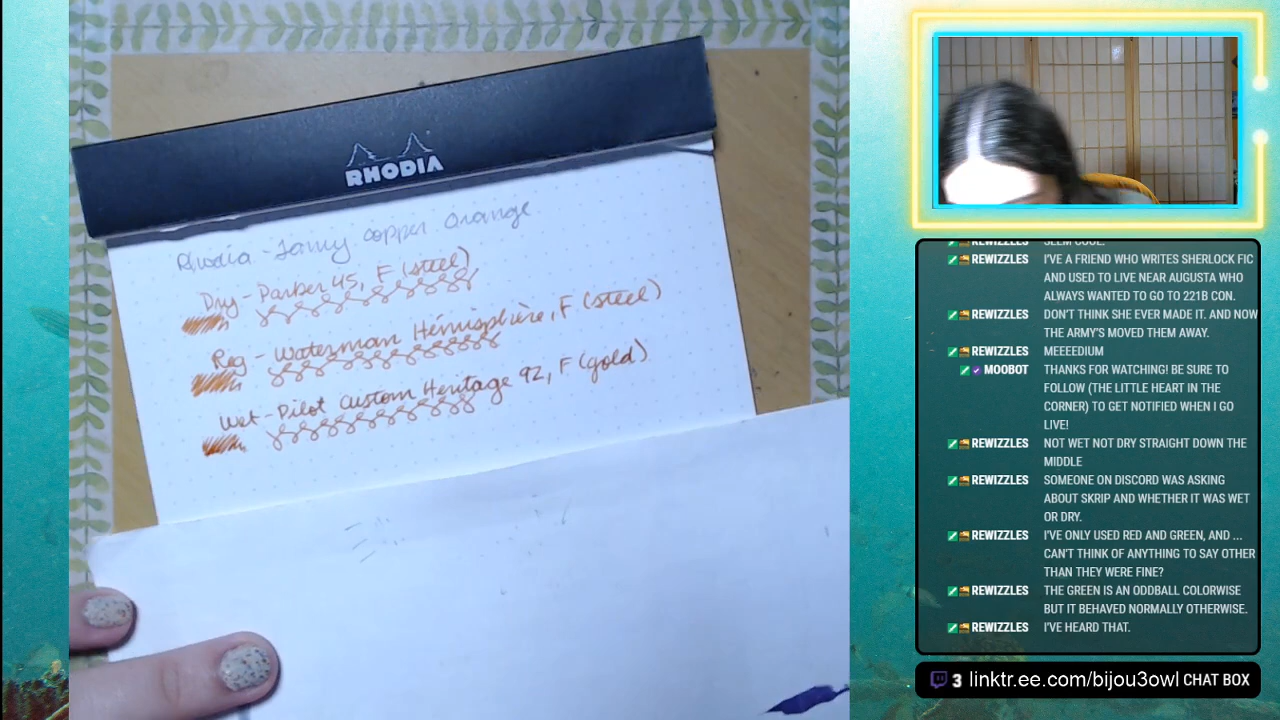 RHODIA
Rhodia - Lamy copper orange
Dry - Parker 45, F (steel)
Reg - Waterman Hémisphère, F (steel)
Wet - Pilot Custom Heritage 92, F (gold)
SEEM COOL.
REWIZZLES I'VE A FRIEND WHO WRITES SHERLOCK FIC
AND USED TO LIVE NEAR AUGUSTA WHO
ALWAYS WANTED TO GO TO 221B CON.
REWIZZLES DON'T THINK SHE EVER MADE IT. AND NOW
THE ARMY'S MOVED THEM AWAY.
REWIZZLES MEEEEDIUM
MOOBOT THANKS FOR WATCHING! BE SURE TO
FOLLOW (THE LITTLE HEART IN THE
CORNER) TO GET NOTIFIED WHEN I GO
LIVE!
REWIZZLES NOT WET NOT DRY STRAIGHT DOWN THE
MIDDLE
REWIZZLES SOMEONE ON DISCORD WAS ASKING
ABOUT SKRIP AND WHETHER IT WAS WET
OR DRY.
REWIZZLES I'VE ONLY USED RED AND GREEN, AND ...
CAN'T THINK OF ANYTHING TO SAY OTHER
THAN THEY WERE FINE?
REWIZZLES THE GREEN IS AN ODDBALL COLORWISE
BUT IT BEHAVED NORMALLY OTHERWISE.
REWIZZLES I'VE HEARD THAT.
3 linktr.ee.com/bijou3owl CHAT BOX